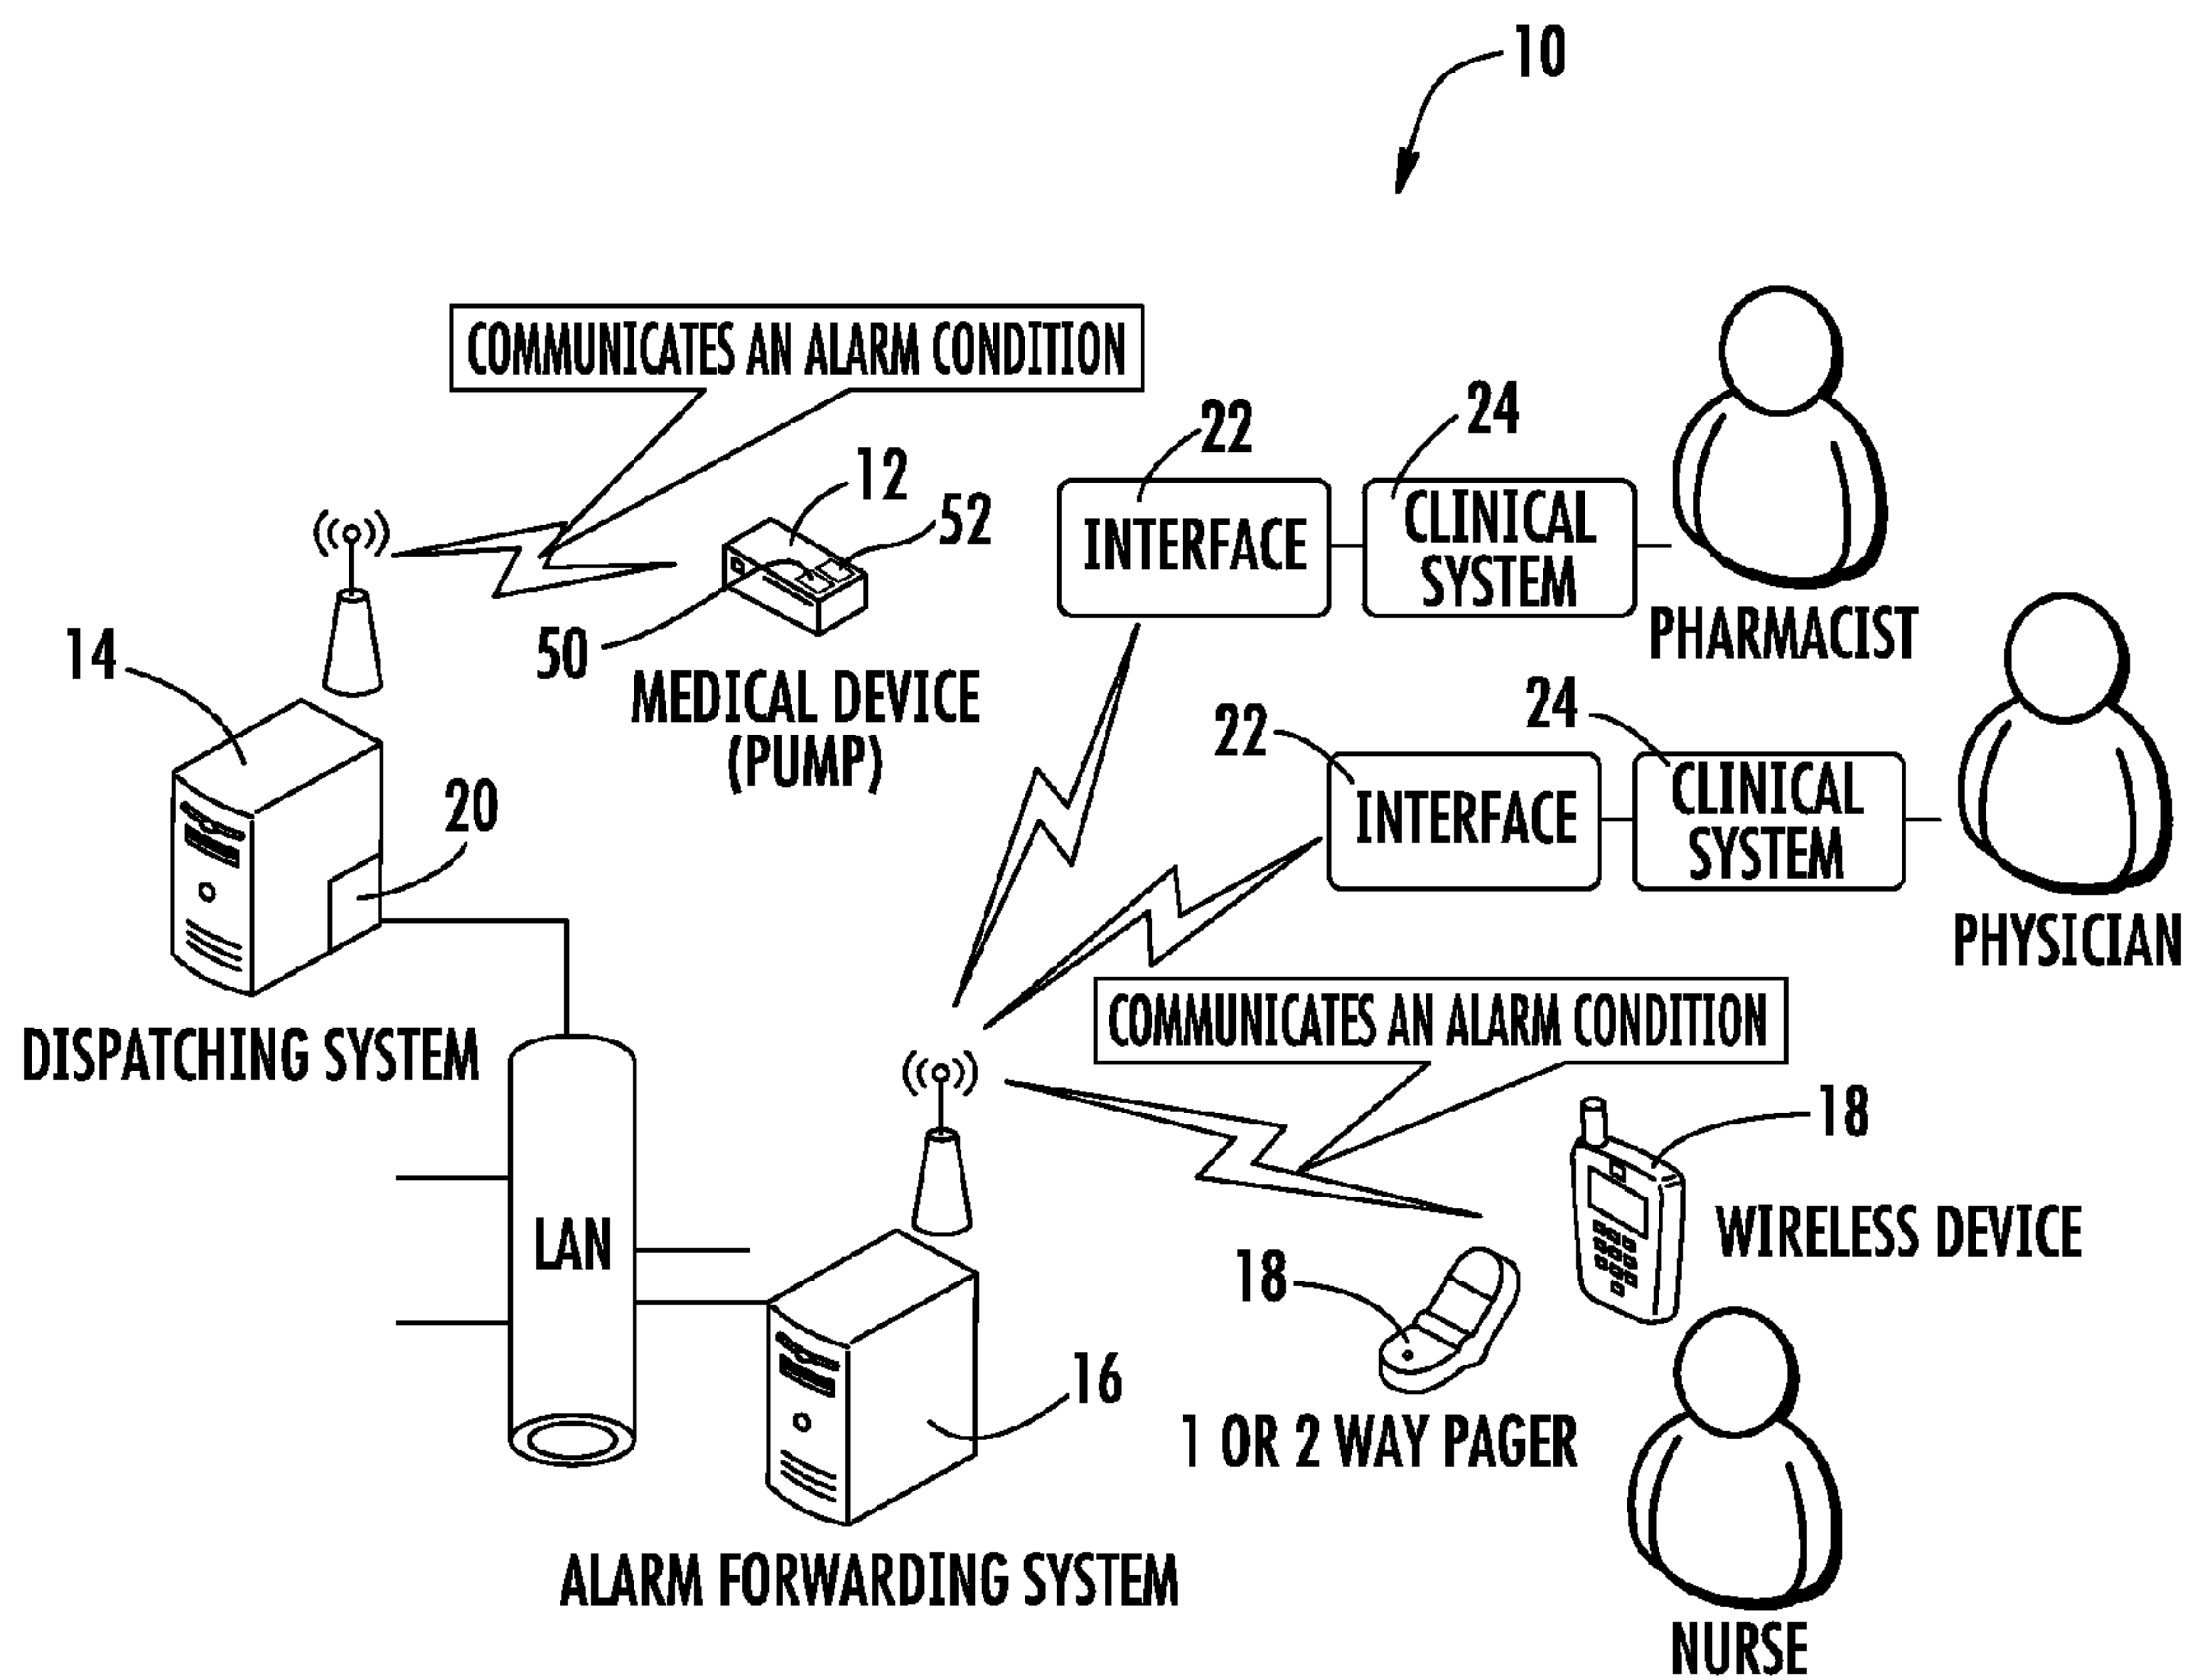 10
COMMUNICATES AN ALARM CONDITION
12
52
50
MEDICAL DEVICE
(PUMP)
22
INTERFACE
24
CLINICAL
SYSTEM
PHARMACIST
14
20
DISPATCHING SYSTEM
22
INTERFACE
24
CLINICAL
SYSTEM
PHYSICIAN
COMMUNICATES AN ALARM CONDITION
LAN
16
ALARM FORWARDING SYSTEM
18
WIRELESS DEVICE
18
1 OR 2 WAY PAGER
NURSE